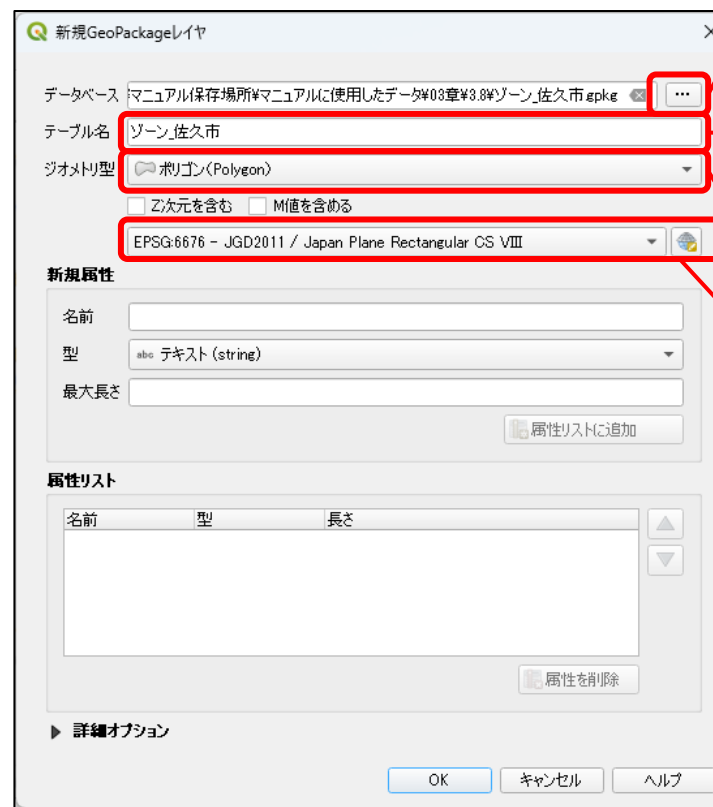 新規GeoPackageレイヤ
データベース マニュアル保存場所¥マニュアルに使用したデータ¥03章¥3.8¥ゾーン_佐久市.gpkg ...
テーブル名 ゾーン_佐久市
ジオメトリ型 ポリゴン(Polygon)
Z次元を含む M値を含める
EPSG:6676 - JGD2011 / Japan Plane Rectangular CS VIII
新規属性
名前
型 abc テキスト (string)
最大長さ
属性リストに追加
属性リスト
名前 型 長さ
属性を削除
詳細オプション
OK キャンセル ヘルプ